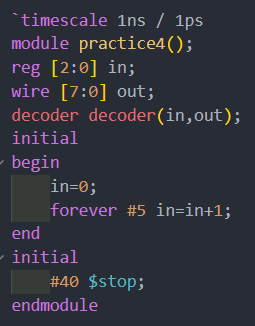 `timescale 1ns / 1ps
module practice4();
reg [2:0] in;
wire [7:0] out;
decoder decoder(in,out);
initial
begin
    in=0;
    forever #5 in=in+1;
end
initial
    #40 $stop;
endmodule